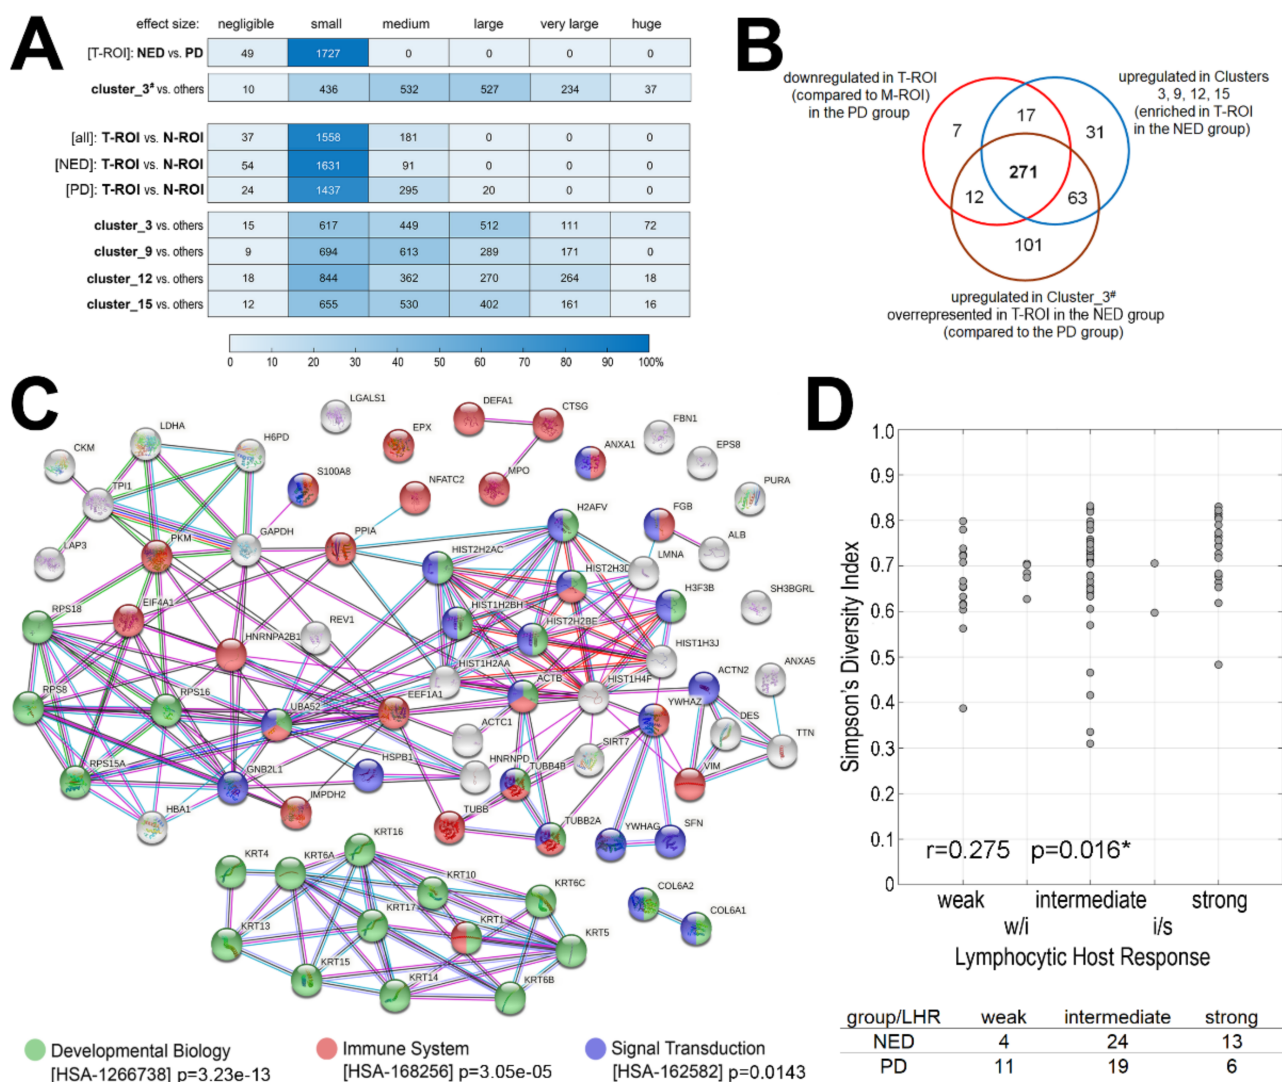 A
effect size: negligible small medium large very large huge
[T-ROI]: NED vs. PD 49 1727 0 0 0 0
cluster_3# vs. others 10 436 532 527 234 37
[all]: T-ROI vs. N-ROI 37 1558 181 0 0 0
[NED]: T-ROI vs. N-ROI 54 1631 91 0 0 0
[PD]: T-ROI vs. N-ROI 24 1437 295 20 0 0
cluster_3 vs. others 15 617 449 512 111 72
cluster_9 vs. others 9 694 613 289 171 0
cluster_12 vs. others 18 844 362 270 264 18
cluster_15 vs. others 12 655 530 402 161 16
0 10 20 30 40 50 60 70 80 90 100%
B
downregulated in T-ROI
(compared to M-ROI)
in the PD group
upregulated in Clusters
3, 9, 12, 15
(enriched in T-ROI
in the NED group)
7 17 31
271
12 63
101
upregulated in Cluster_3#
overrepresented in T-ROI in the NED group
(compared to the PD group)
C
LGALS1
DEFA1
CTSG
FBN1
LDHA
H6PD
EPX
CKM
ANXA1
EPS8
S100A8
MPO
NFATC2
PURA
TPI1
H2AFV
FGB
GAPDH
PPIA
ALB
LAP3
PKM
HIST2H2AC
LMNA
HIST2H3D
EIF4A1
H3F3B
SH3BGRL
RPS18
HIST1H2BH
HIST2H2BE
REV1
HNRNPA2B1
HIST1H3J
HIST1H2AA
ANXA5
ACTN2
RPS8
RPS16
EEF1A1
ACTB
HIST1H4F
UBA52
YWHAZ
DES
ACTC1
TTN
SIRT7
RPS15A
GNB2L1
HSPB1
HNRNPD
TUBB4B
VIM
HBA1
IMPDH2
TUBB
TUBB2A
YWHAG
SFN
KRT16
KRT4
KRT6A
KRT10
KRT6C
COL6A2
KRT17
KRT1
COL6A1
KRT13
KRT5
KRT15
KRT14
KRT6B
Developmental Biology
[HSA-1266738] p=3.23e-13
Immune System
[HSA-168256] p=3.05e-05
Signal Transduction
[HSA-162582] p=0.0143
D
Simpson's Diversity Index
1.0
0.9
0.8
0.7
0.6
0.5
0.4
0.3
0.2
0.1
0
r=0.275 p=0.016*
weak intermediate strong
w/i i/s
Lymphocytic Host Response
group/LHR weak intermediate strong
NED 4 24 13
PD 11 19 6